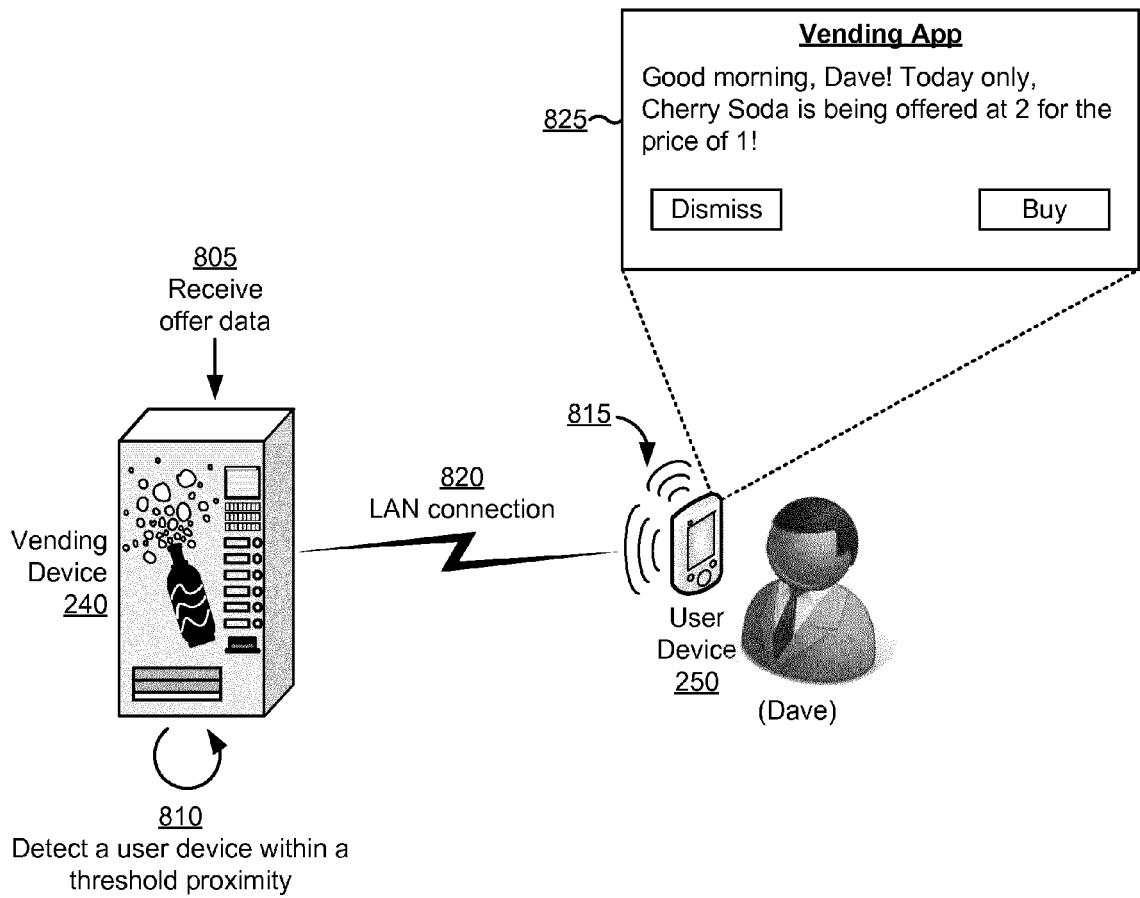 Vending App
Good morning, Dave! Today only,
Cherry Soda is being offered at 2 for the
price of 1!
825
Dismiss
Buy
805
Receive
offer data
815
820
LAN connection
Vending
Device
240
User
Device
250
(Dave)
810
Detect a user device within a
threshold proximity